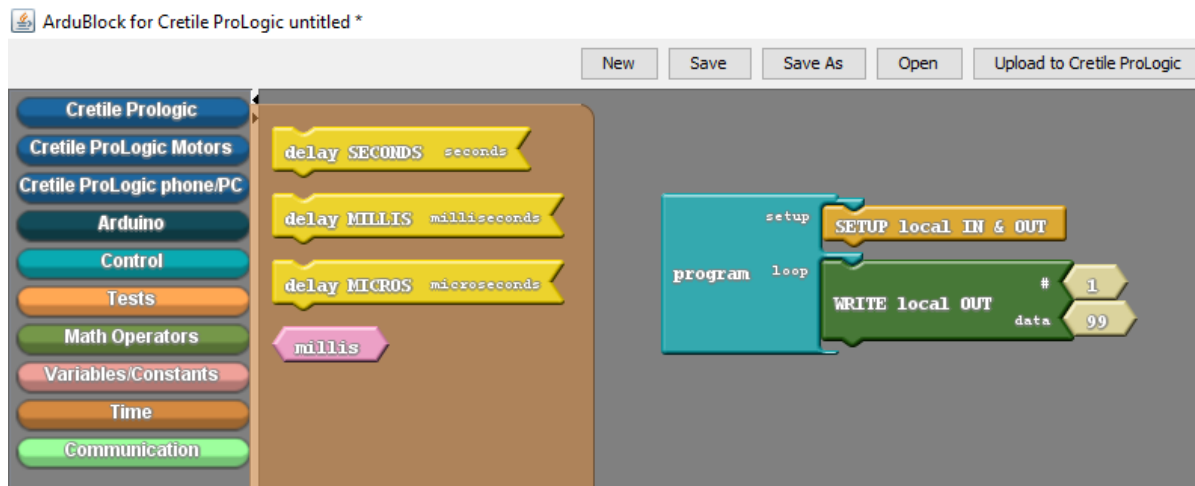 ArduBlock for Cretile ProLogic untitled *
New Save Save As Open Upload to Cretile ProLogic
Cretile Prologic
Cretile ProLogic Motors
Cretile ProLogic phone/PC
Arduino
Control
Tests
Math Operators
Variables/Constants
Time
Communication
delay SECONDS seconds
delay MILLIS milliseconds
delay MICROS microseconds
millis
program
setup
SETUP local IN & OUT
loop
WRITE local OUT
# 1
data 99